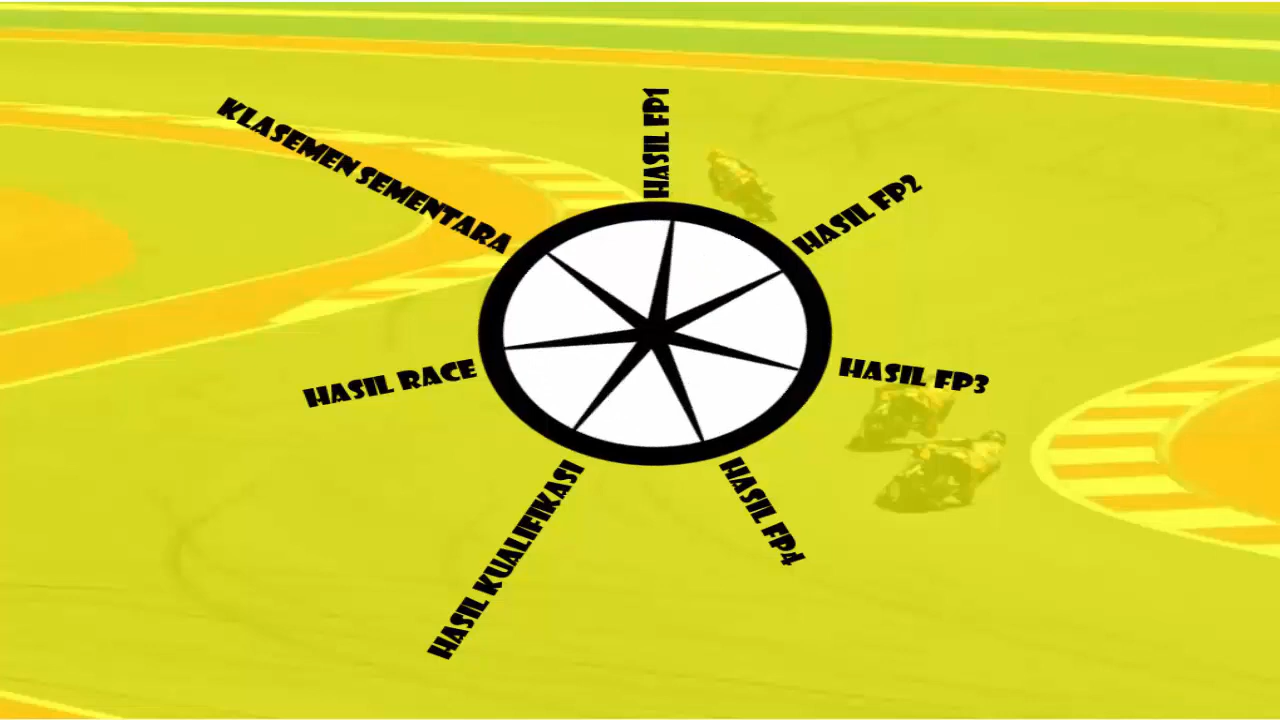 HASIL FP1
HASIL FP2
HASIL FP3
HASIL FP4
HASIL KUALIFIKASI
HASIL RACE
KLASEMEN SEMENTARA